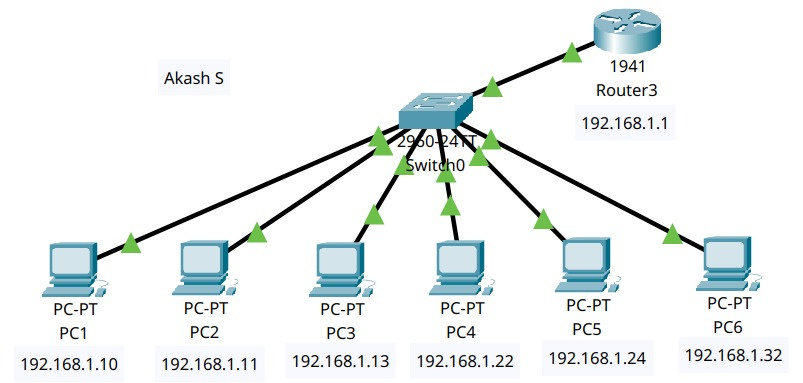 Akash S
1941
Router3
192.168.1.1
2960-24TT
Switch0
PC-PT
PC1
192.168.1.10
PC-PT
PC2
192.168.1.11
PC-PT
PC3
192.168.1.13
PC-PT
PC4
192.168.1.22
PC-PT
PC5
192.168.1.24
PC-PT
PC6
192.168.1.32